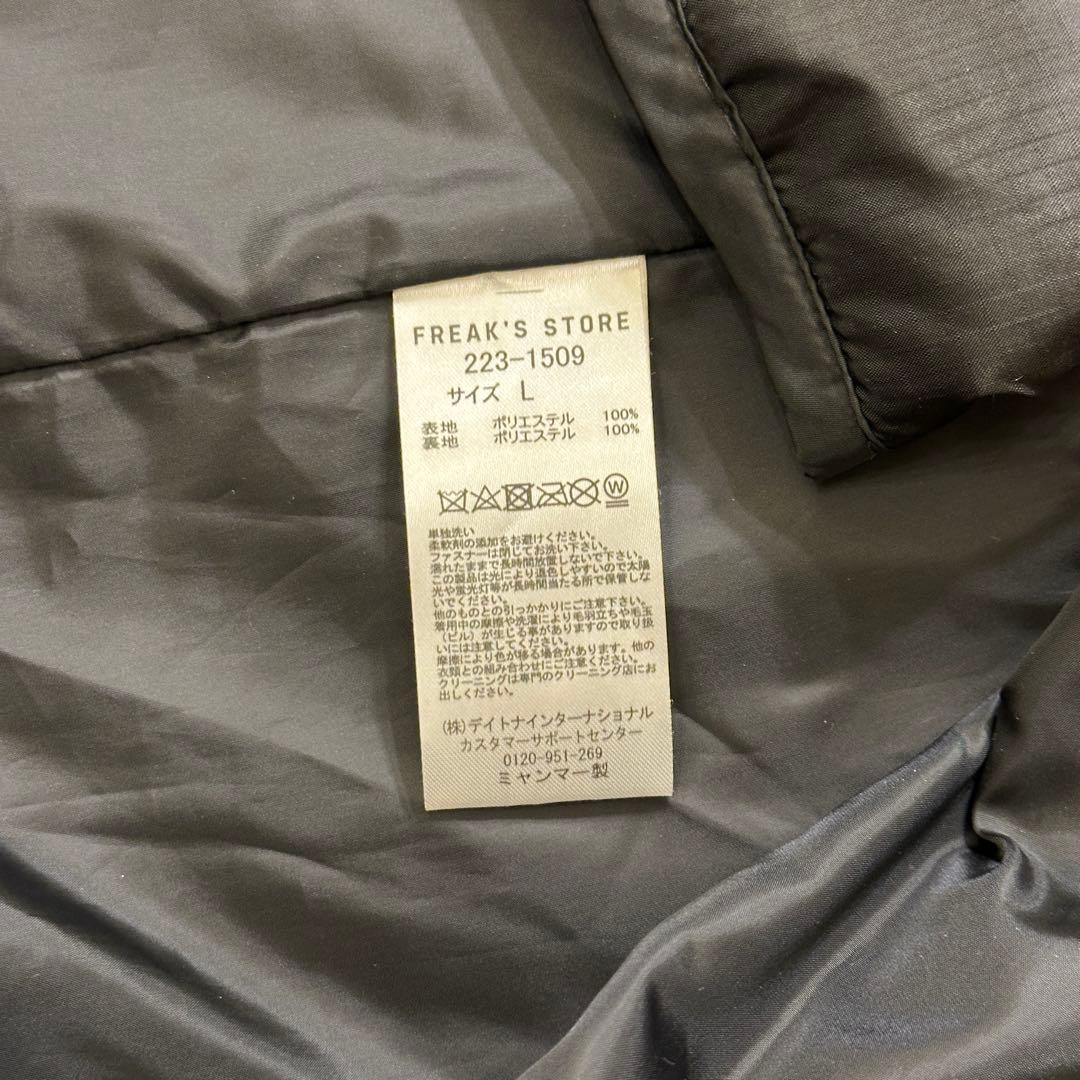 FREAK'S STORE
223-1509
サイズ L
表地 ポリエステル 100%
裏地 ポリエステル 100%
W
単独洗い
柔軟剤の添加をお避けください。
ファスナーは閉じてお洗い下さい。
濡れたままで長時間放置しないで下さい。
この製品は光により退色しやすいので太陽
光や蛍光灯等が長時間当たる所で保管しな
いでください。
他のものとの引っかかりにご注意下さい。
着用中の摩擦や洗濯により毛羽立ちや毛玉
(ピル)が生じる事がありますので取り扱
いには注意してください。
摩擦により色が移る場合があります。他の
衣類との組み合わせにご注意ください。
クリーニングは専門のクリーニング店にお
出しください。
(株)デイトナインターナショナル
カスタマーサポートセンター
0120-951-269
ミャンマー製